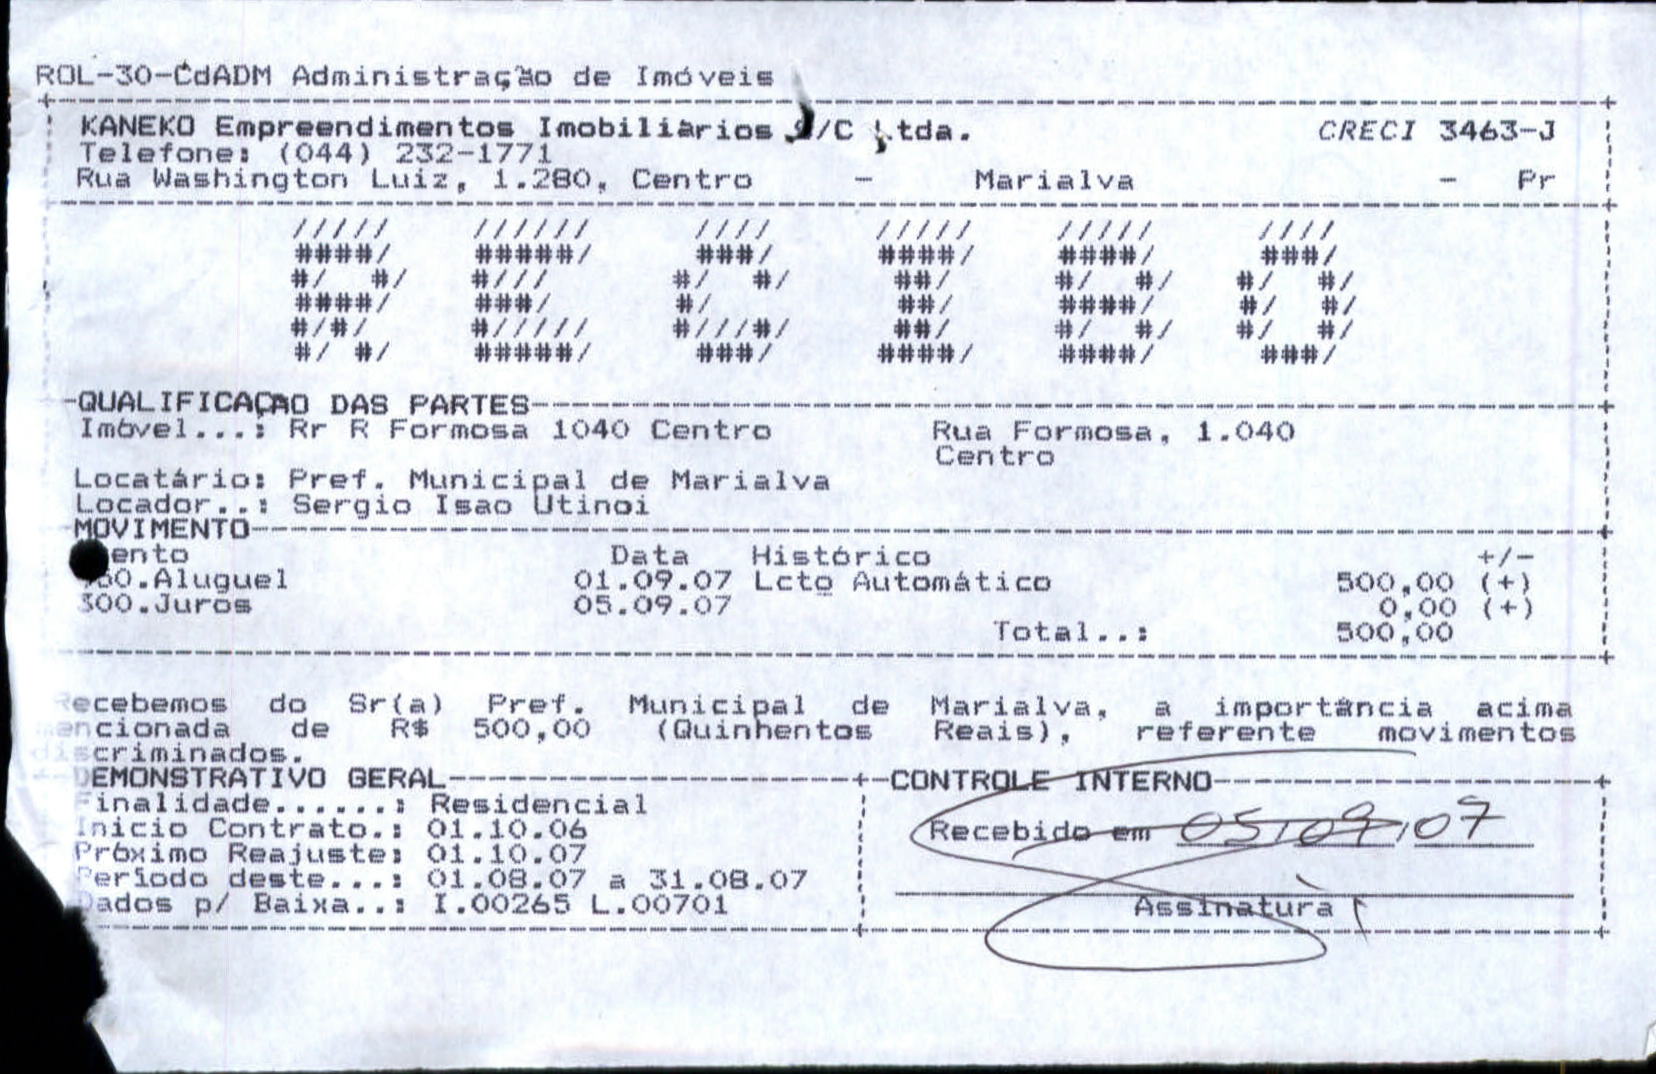 ROL-30-CdADM Administração de Imóveis
KANEKO Empreendimentos Imobiliários S/C Ltda. CRECI 3463-J
Telefone: (044) 232-1771
Rua Washington Luiz, 1.280, Centro - Marialva - Pr
RECIBO
QUALIFICAÇAO DAS PARTES
Imóvel...: Rr R Formosa 1040 Centro Rua Formosa, 1.040
Centro
Locatário: Pref. Municipal de Marialva
Locador..: Sergio Isao Utinoi
MOVIMENTO
ento Data Histórico +/-
00.Aluguel 01.09.07 Lcto Automático 500,00 (+)
300.Juros 05.09.07 0,00 (+)
Total..: 500,00
Recebemos do Sr(a) Pref. Municipal de Marialva, a importância acima
mencionada de R$ 500,00 (Quinhentos Reais), referente movimentos
discriminados.
DEMONSTRATIVO GERAL CONTROLE INTERNO
Finalidade......: Residencial
Inicio Contrato.: 01.10.06 Recebido em 05/09/07
Próximo Reajuste: 01.10.07
Período deste...: 01.08.07 a 31.08.07
Dados p/ Baixa..: I.00265 L.00701 Assinatura